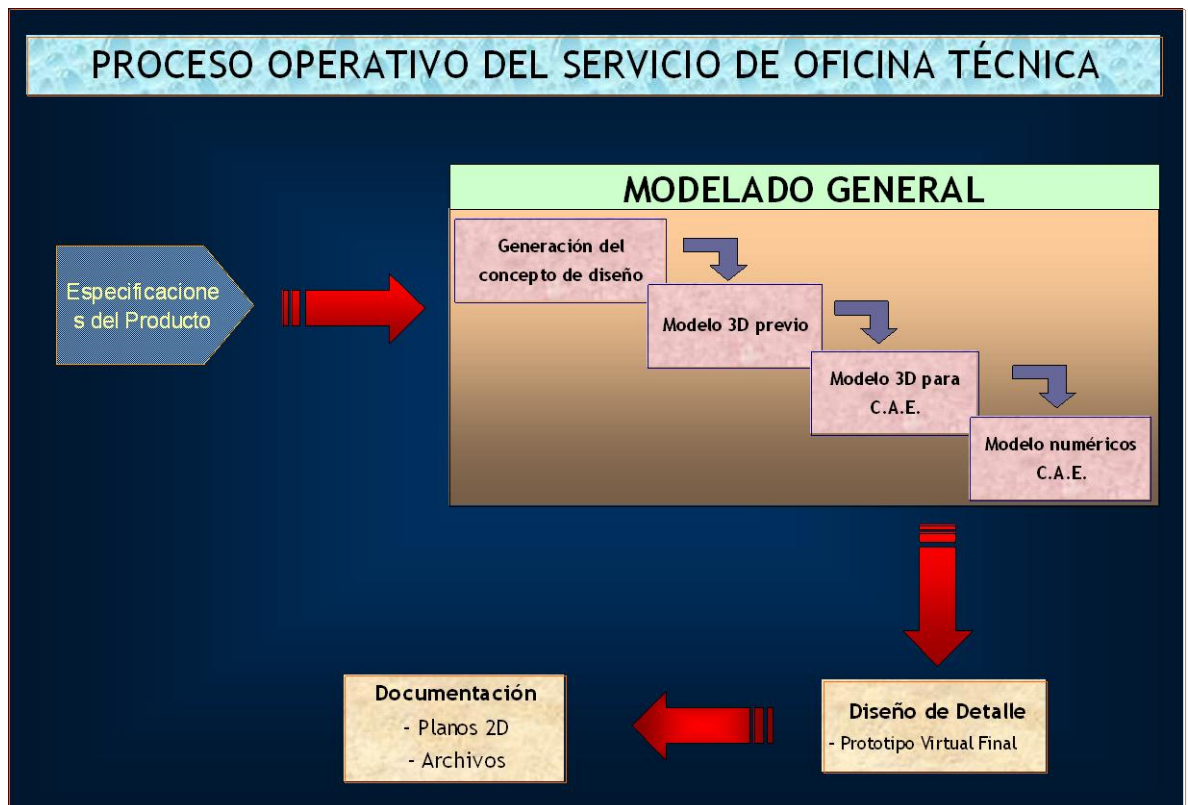 PROCESO OPERATIVO DEL SERVICIO DE OFICINA TÉCNICA
MODELADO GENERAL
Especificacione
s del Producto
Generación del
concepto de diseño
Modelo 3D previo
Modelo 3D para
C.A.E.
Modelo numéricos
C.A.E.
Diseño de Detalle
- Prototipo Virtual Final
Documentación
- Planos 2D
- Archivos